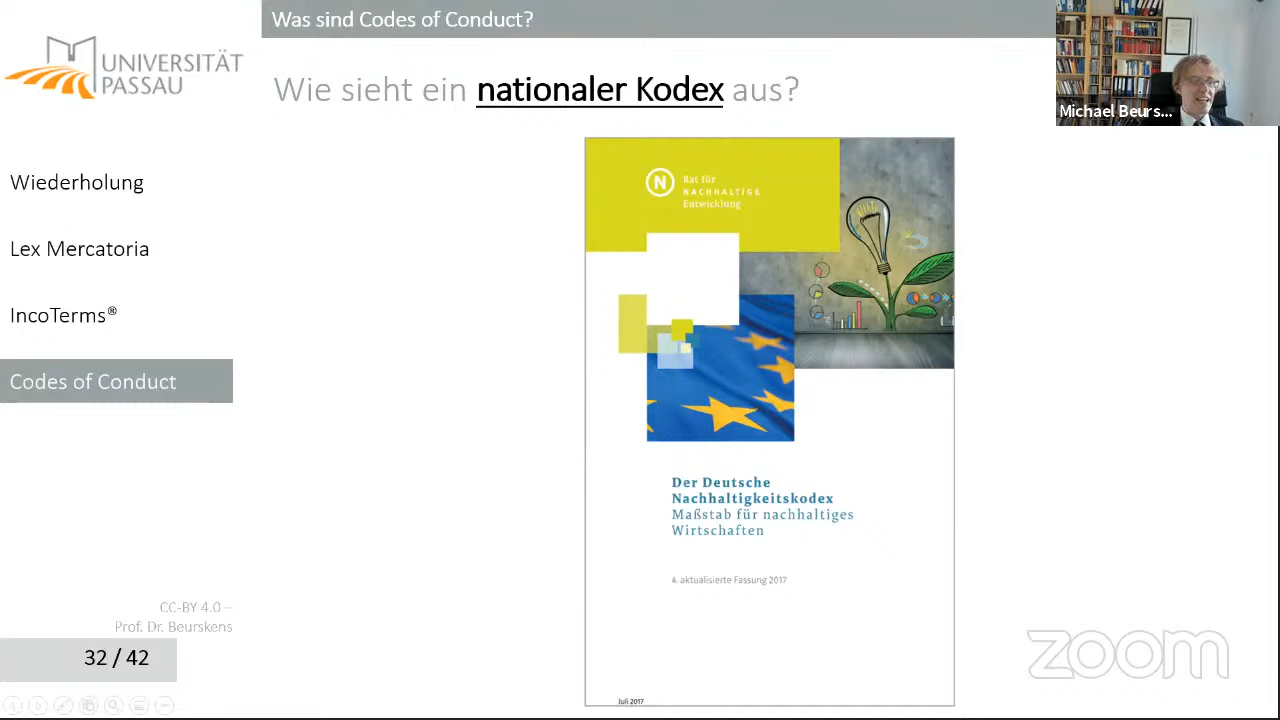 Was sind Codes of Conduct?
UNIVERSITÄT
PASSAU
Wie sieht ein nationaler Kodex aus?
Michael Beurs...
Wiederholung
Lex Mercatoria
IncoTerms®
Codes of Conduct
N
Rat für
NACHHALTIGE
Entwicklung
Der Deutsche
Nachhaltigkeitskodex
Maßstab für nachhaltiges
Wirtschaften
4. aktualisierte Fassung 2017
Juli 2017
CC-BY 4.0 –
Prof. Dr. Beurskens
32 / 42
zoom